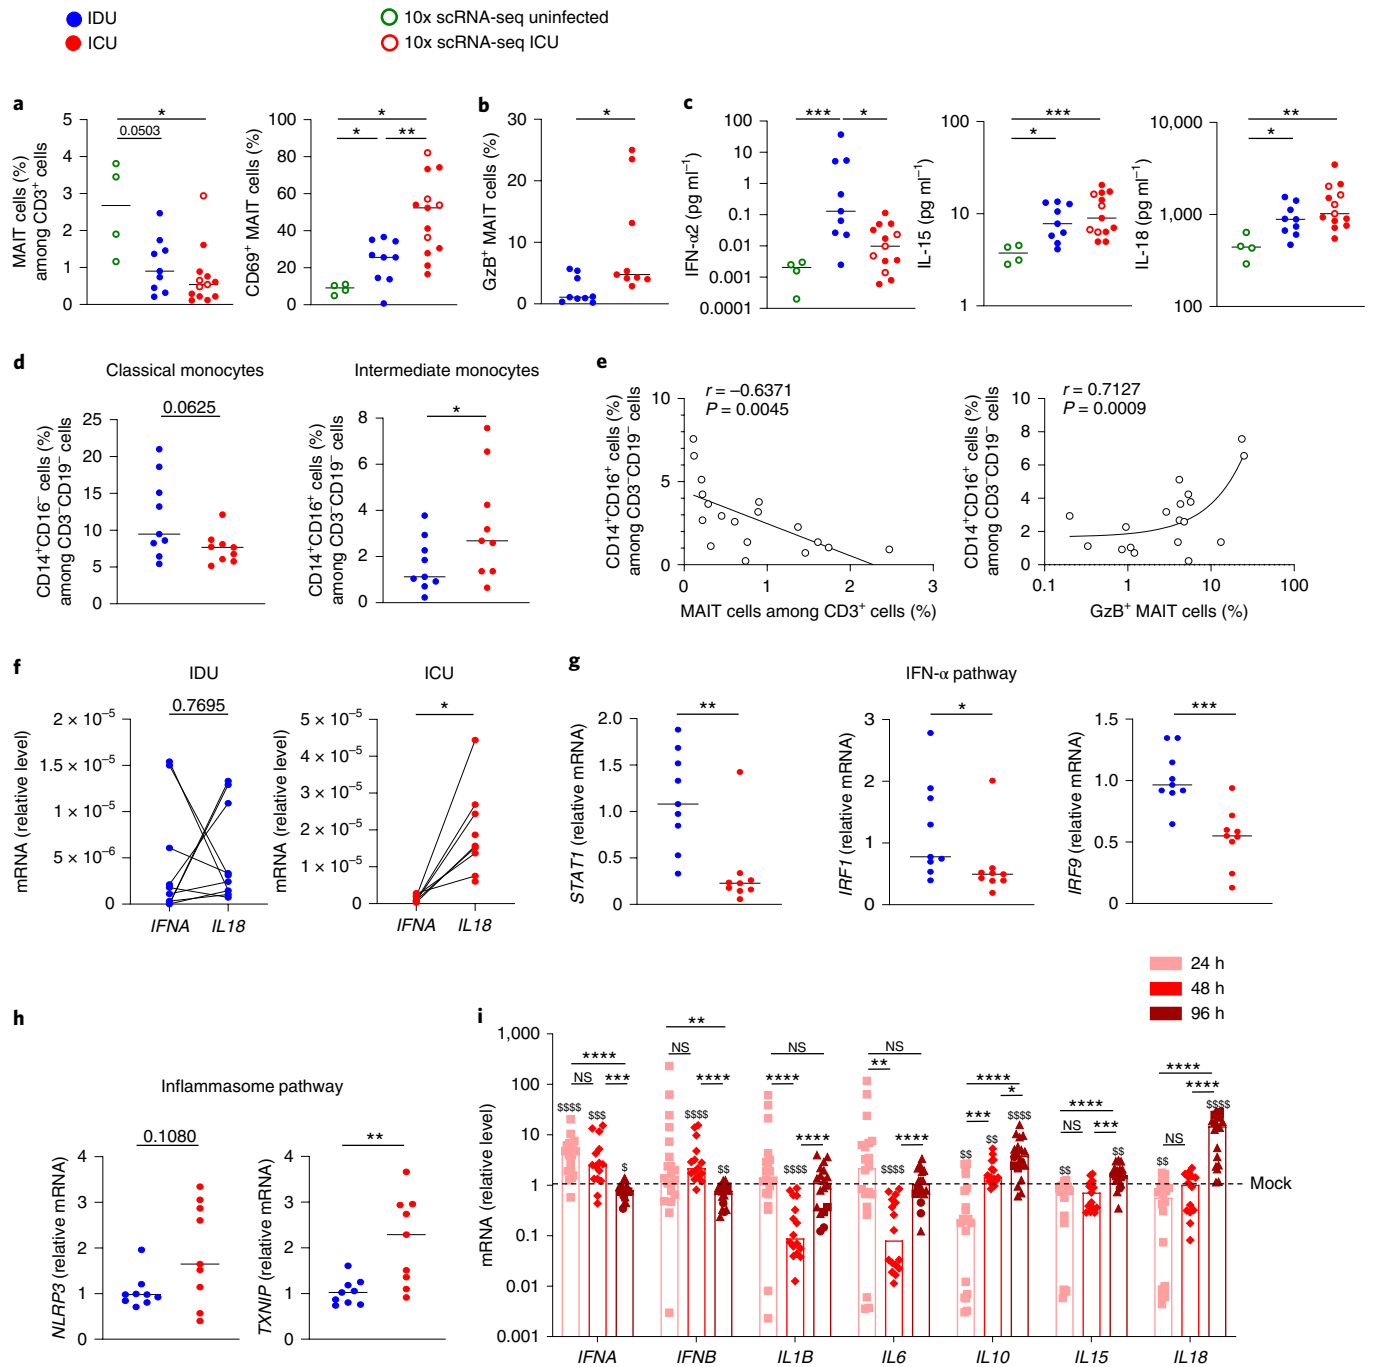 IDU
ICU
10x scRNA-seq uninfected
10x scRNA-seq ICU
a
MAIT cells (%)
among CD3⁺ cells
5
4
3
2
1
0
*
0.0503
CD69⁺ MAIT cells (%)
100
80
60
40
20
0
*
* **
b
GzB⁺ MAIT cells (%)
30
20
10
0
*
c
IFN-α2 (pg ml⁻¹)
100
10
1
0.1
0.01
0.001
0.0001
*** *
IL-15 (pg ml⁻¹)
100
10
1
***
*
IL-18 (pg ml⁻¹)
10,000
1,000
100
**
*
d
Classical monocytes
CD14⁺CD16⁻ cells (%)
among CD3⁻CD19⁻ cells
25
20
15
10
5
0
0.0625
Intermediate monocytes
CD14⁺CD16⁺ cells (%)
among CD3⁻CD19⁻ cells
8
6
4
2
0
*
e
CD14⁺CD16⁺ cells (%)
among CD3⁻CD19⁻ cells
10
8
6
4
2
0
r = –0.6371
P = 0.0045
0 1 2 3
MAIT cells among CD3⁺ cells (%)
CD14⁺CD16⁺ cells (%)
among CD3⁻CD19⁻ cells
10
8
6
4
2
0
r = 0.7127
P = 0.0009
0.1 1 10 100
GzB⁺ MAIT cells (%)
f
IDU
mRNA (relative level)
2 × 10⁻⁵
1.5 × 10⁻⁵
1 × 10⁻⁵
5 × 10⁻⁶
0
0.7695
IFNA IL18
ICU
mRNA (relative level)
5 × 10⁻⁵
4 × 10⁻⁵
3 × 10⁻⁵
2 × 10⁻⁵
1 × 10⁻⁵
0
*
IFNA IL18
g
IFN-α pathway
STAT1 (relative mRNA)
2.0
1.5
1.0
0.5
0
**
IRF1 (relative mRNA)
3
2
1
0
*
IRF9 (relative mRNA)
1.5
1.0
0.5
0
***
h
Inflammasome pathway
NLRP3 (relative mRNA)
4
3
2
1
0
0.1080
TXNIP (relative mRNA)
4
3
2
1
0
**
24 h
48 h
96 h
i
mRNA (relative level)
1,000
100
10
1
0.1
0.01
0.001
****
NS ***
$$$$ $$$ $
**
NS ****
$$$$ $$
NS
**** ****
$$$$
NS
** ****
$$$$
****
*** *
$$ $$ $$$$
****
NS ***
$$ $$
****
NS ****
$$ $$$$
Mock
IFNA IFNB IL1B IL6 IL10 IL15 IL18